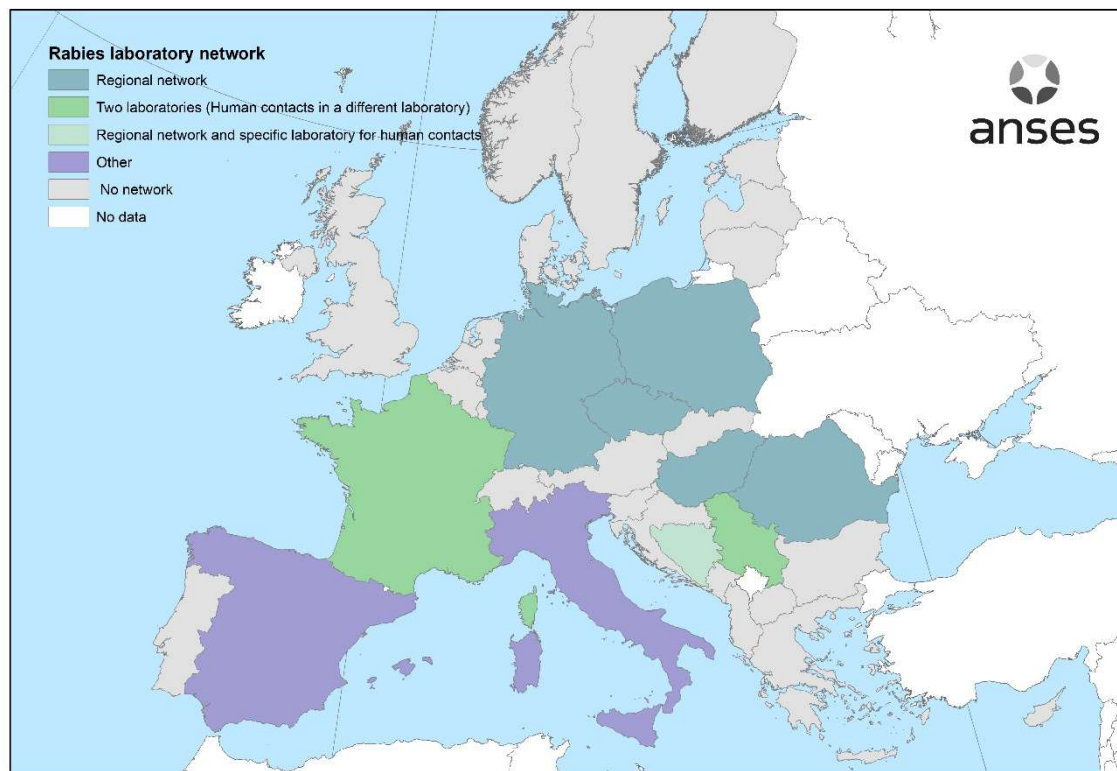 Rabies laboratory network
Regional network
Two laboratories (Human contacts in a different laboratory)
Regional network and specific laboratory for human contacts
Other
No network
No data
anses